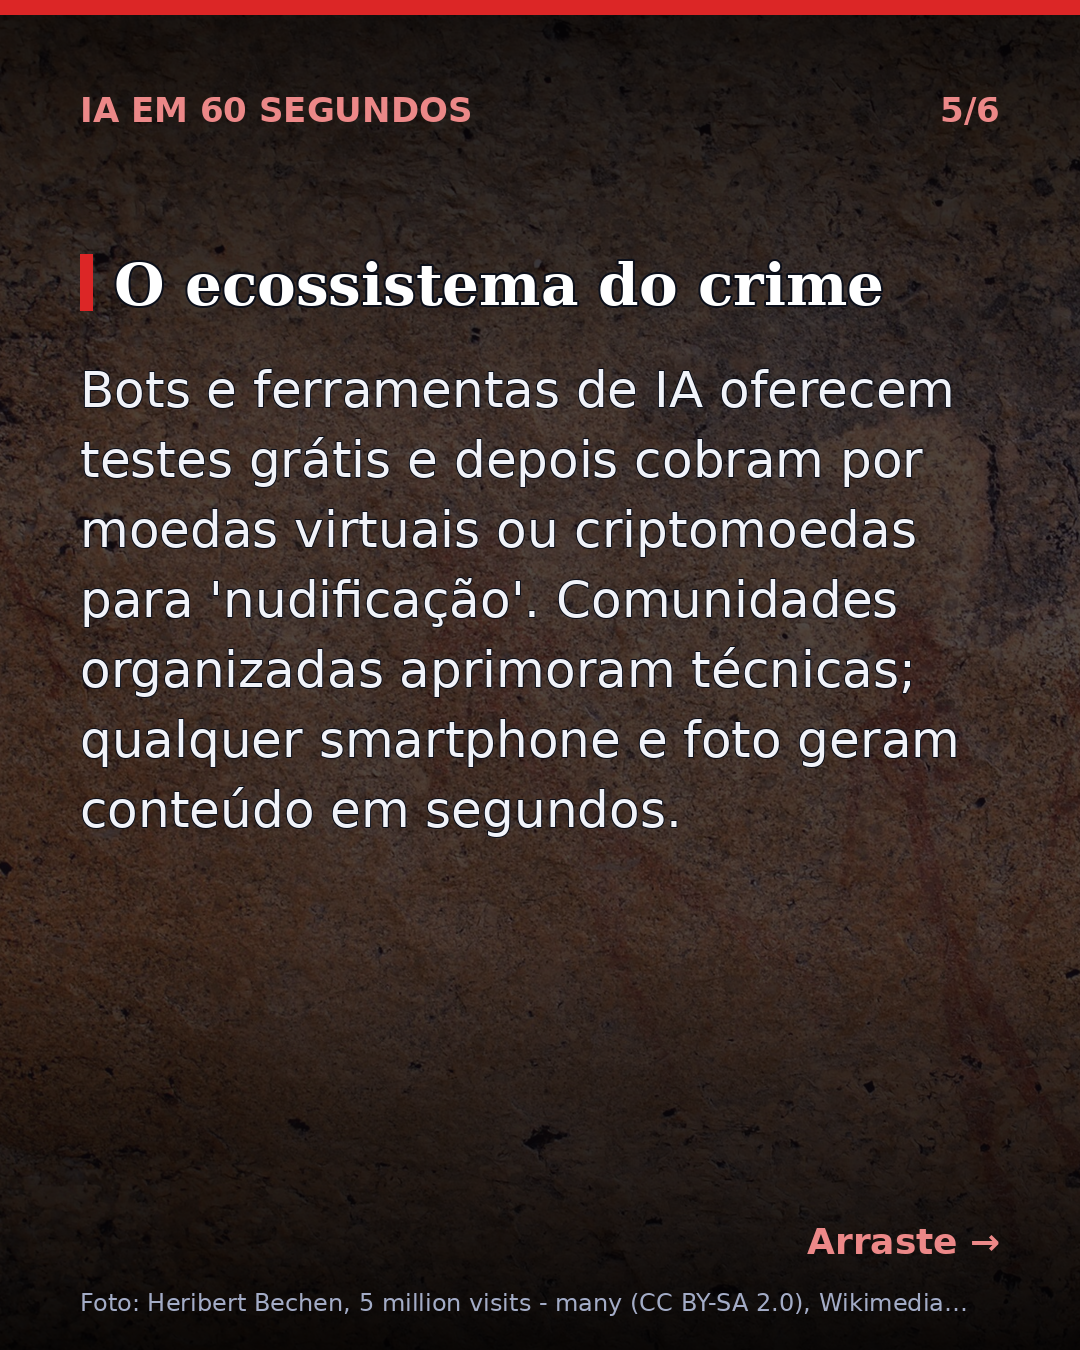 IA EM 60 SEGUNDOS
5/6
O ecossistema do crime
Bots e ferramentas de IA oferecem
testes grátis e depois cobram por
moedas virtuais ou criptomoedas
para 'nudificação'. Comunidades
organizadas aprimoram técnicas;
qualquer smartphone e foto geram
conteúdo em segundos.
Arraste →
Foto: Heribert Bechen, 5 million visits - many (CC BY-SA 2.0), Wikimedia…